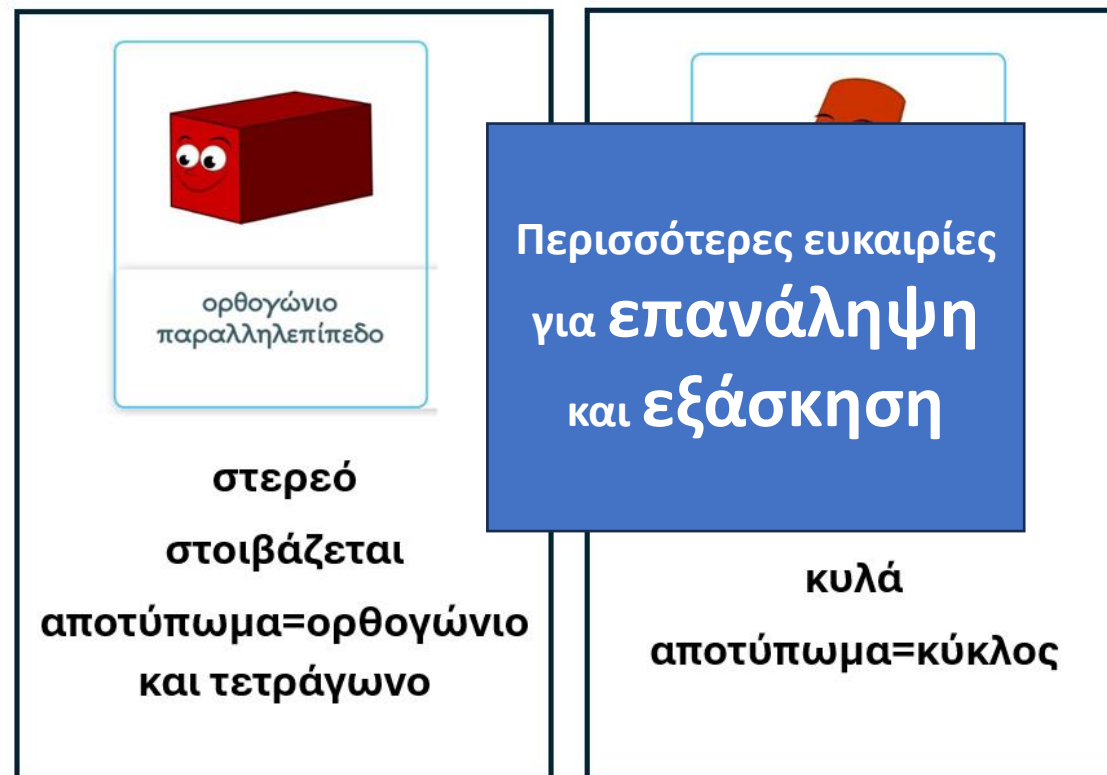 ορθογώνιο
παραλληλεπίπεδο
στερεό
στοιβάζεται
αποτύπωμα=ορθογώνιο
και τετράγωνο
Περισσότερες ευκαιρίες
για επανάληψη
και εξάσκηση
κυλά
αποτύπωμα=κύκλος